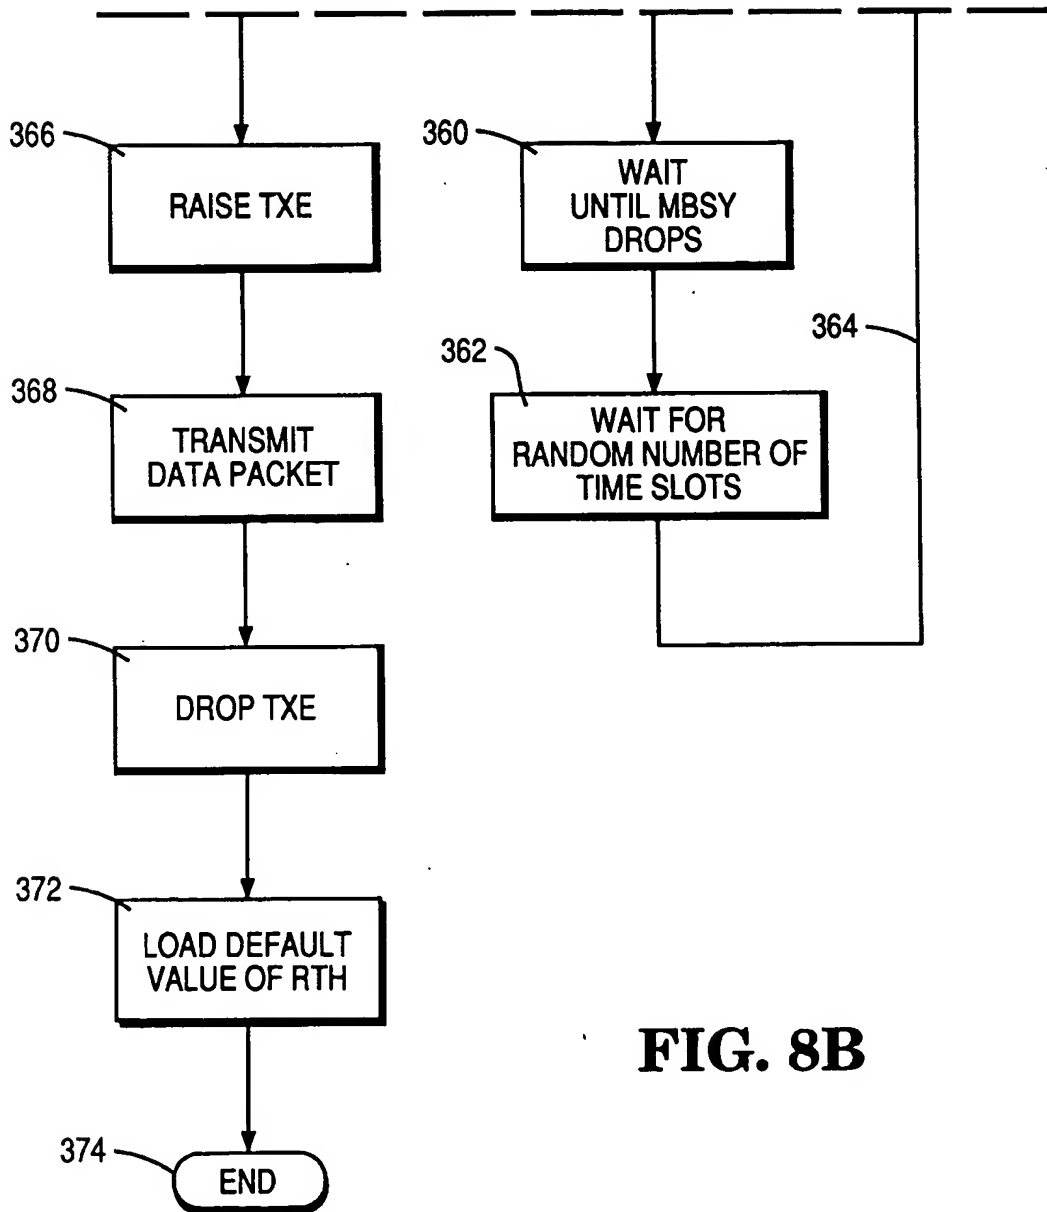 366
RAISE TXE
368
TRANSMIT
DATA PACKET
370
DROP TXE
372
LOAD DEFAULT
VALUE OF RTH
374
END
360
WAIT
UNTIL MBSY
DROPS
362
WAIT FOR
RANDOM NUMBER OF
TIME SLOTS
364
FIG. 8B